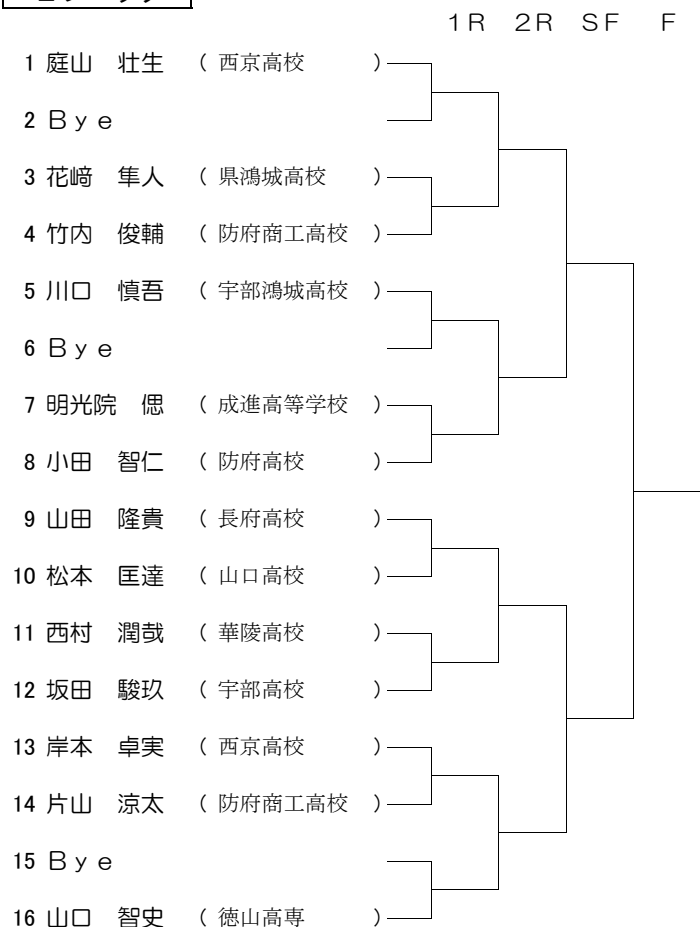 1R 2R SF F
1 庭山 壮生 ( 西京高校 )
2 Bye
3 花﨑 隼人 ( 県鴻城高校 )
4 竹内 俊輔 ( 防府商工高校 )
5 川口 慎吾 ( 宇部鴻城高校 )
6 Bye
7 明光院 偲 ( 成進高等学校 )
8 小田 智仁 ( 防府高校 )
9 山田 隆貴 ( 長府高校 )
10 松本 匡達 ( 山口高校 )
11 西村 潤哉 ( 華陵高校 )
12 坂田 駿玖 ( 宇部高校 )
13 岸本 卓実 ( 西京高校 )
14 片山 涼太 ( 防府商工高校 )
15 Bye
16 山口 智史 ( 徳山高専 )